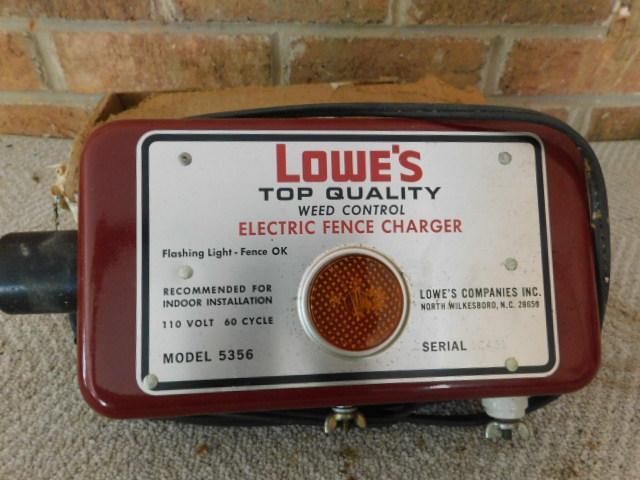 LOWE'S
TOP QUALITY
WEED CONTROL
ELECTRIC FENCE CHARGER
Flashing Light - Fence OK
RECOMMENDED FOR
INDOOR INSTALLATION
110 VOLT 60 CYCLE
MODEL 5356
LOWE'S COMPANIES INC.
NORTH WILKESBORO, N.C. 28659
SERIAL